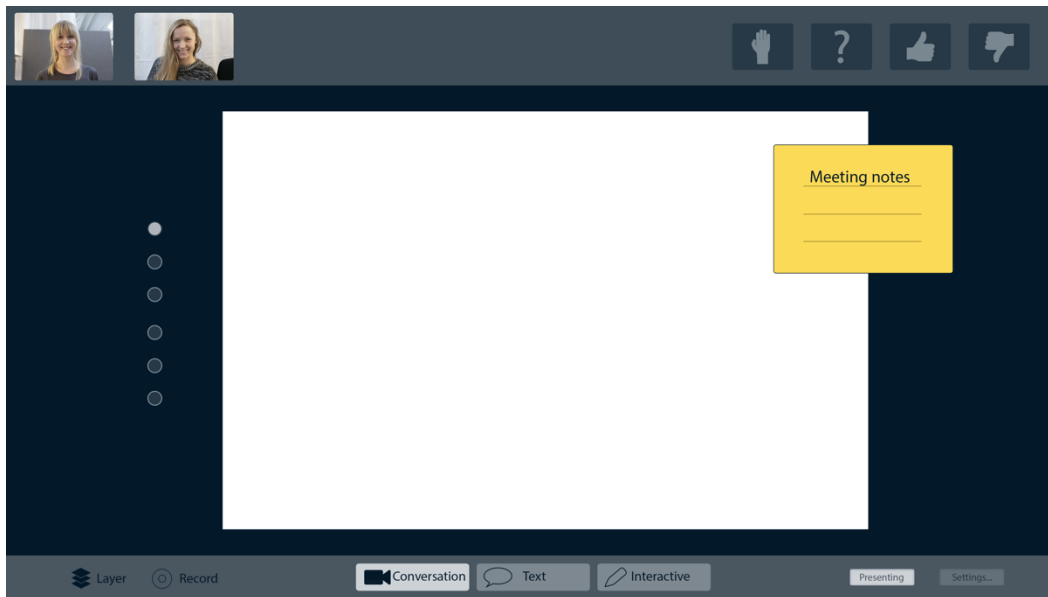 ?
Meeting notes
Layer
Record
Conversation
Text
Interactive
Presenting
Settings...